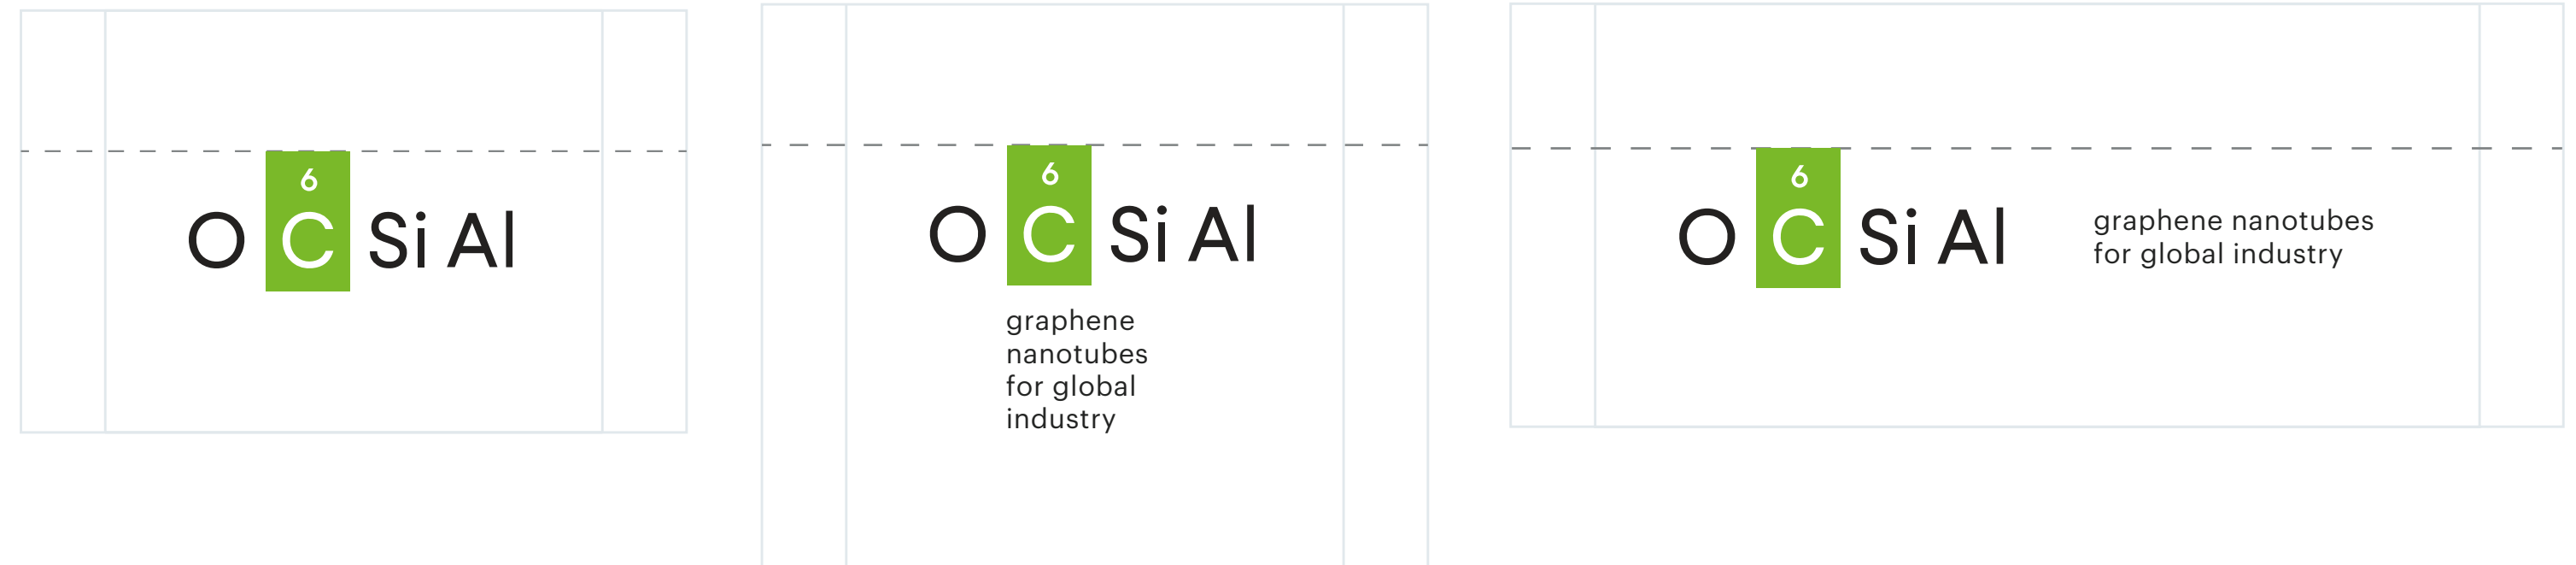 6
O C Si Al
6
O C Si Al
graphene
nanotubes
for global
industry
6
O C Si Al
graphene nanotubes
for global industry